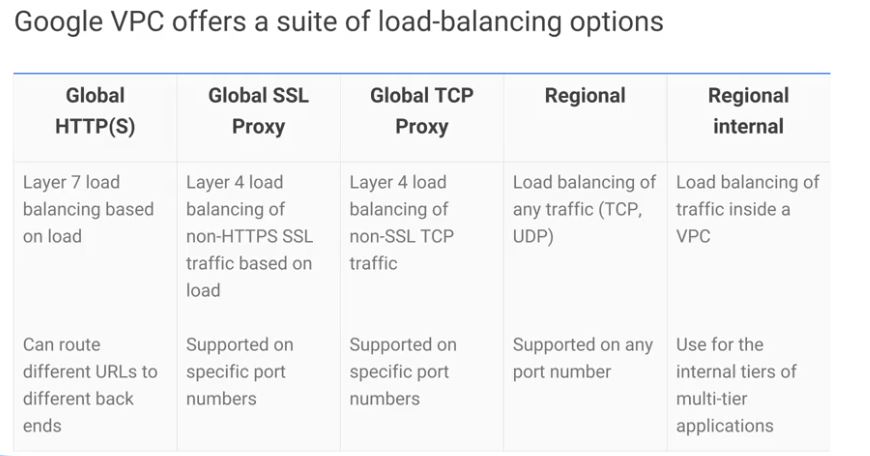 Google VPC offers a suite of load-balancing options
Global
HTTP(S)
Global SSL
Proxy
Global TCP
Proxy
Regional
Regional
internal
Layer 7 load
balancing based
on load
Layer 4 load
balancing of
non-HTTPS SSL
traffic based on
load
Layer 4 load
balancing of
non-SSL TCP
traffic
Load balancing of
any traffic (TCP,
UDP)
Load balancing of
traffic inside a
VPC
Can route
different URLs to
different back
ends
Supported on
specific port
numbers
Supported on
specific port
numbers
Supported on any
port number
Use for the
internal tiers of
multi-tier
applications